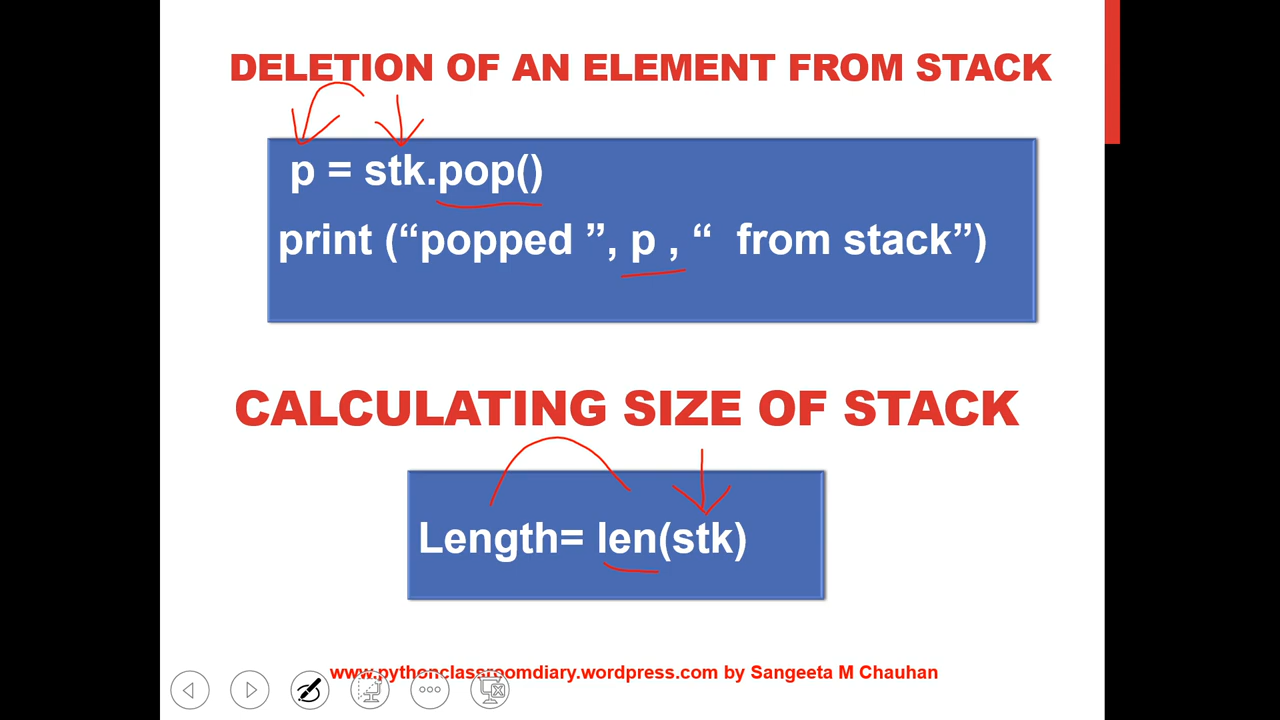 DELETION OF AN ELEMENT FROM STACK
p = stk.pop()
print (“popped ”, p , “  from stack”)
CALCULATING SIZE OF STACK
Length= len(stk)
www.pythonclassroomdiary.wordpress.com by Sangeeta M Chauhan